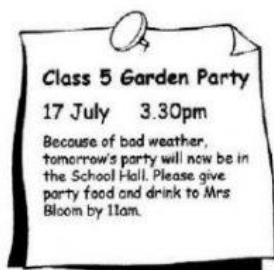 Class 5 Garden Party
17 July 3.30pm
Because of bad weather,
tomorrow's party will now be in
the School Hall. Please give
party food and drink to Mrs
Bloom by 11am.